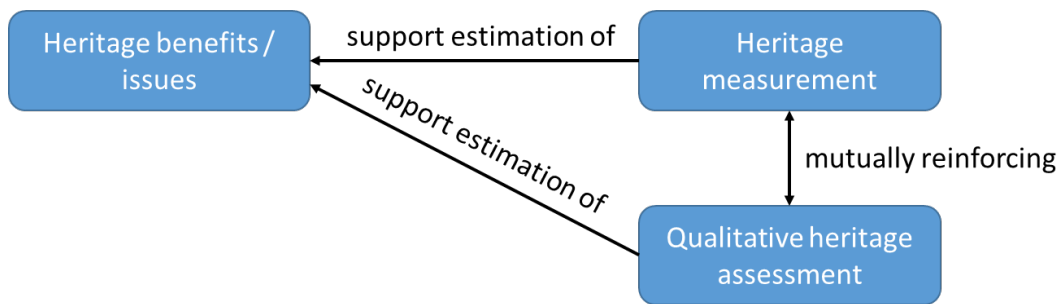 Heritage benefits /
issues
support estimation of
Heritage
measurement
support estimation of
mutually reinforcing
Qualitative heritage
assessment